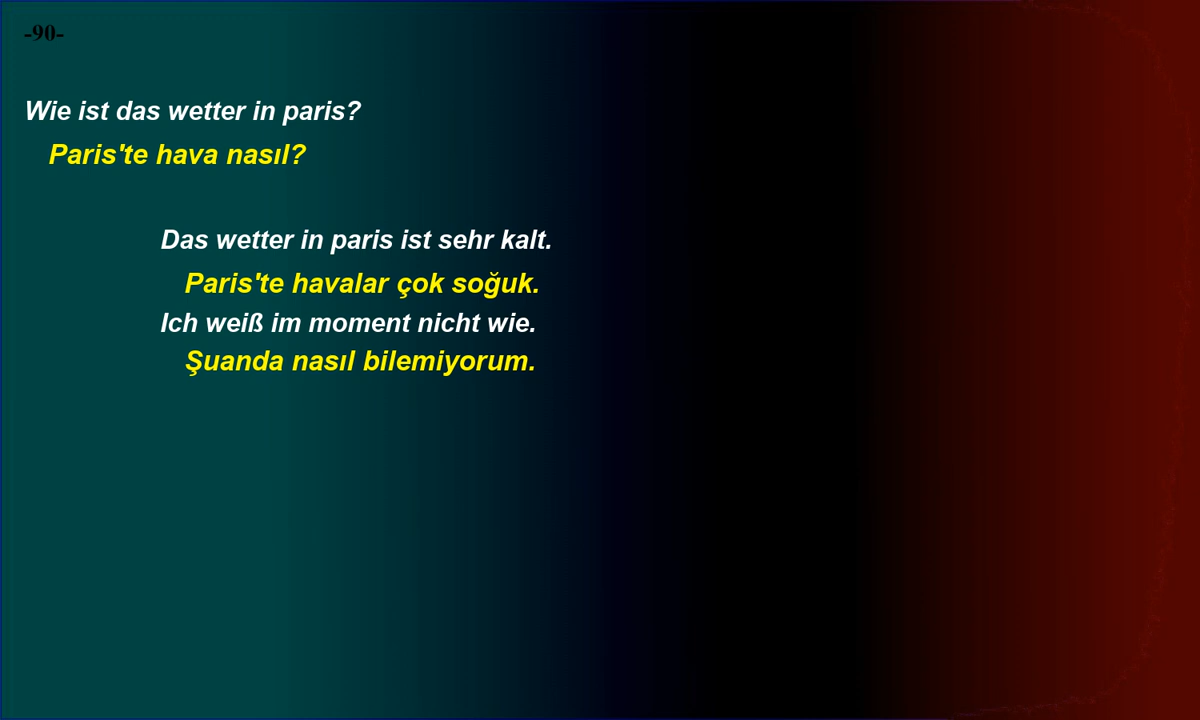 -90-
Wie ist das wetter in paris?
Paris'te hava nasıl?
Das wetter in paris ist sehr kalt.
Paris'te havalar çok soğuk.
Ich weiß im moment nicht wie.
Şuanda nasıl bilemiyorum.